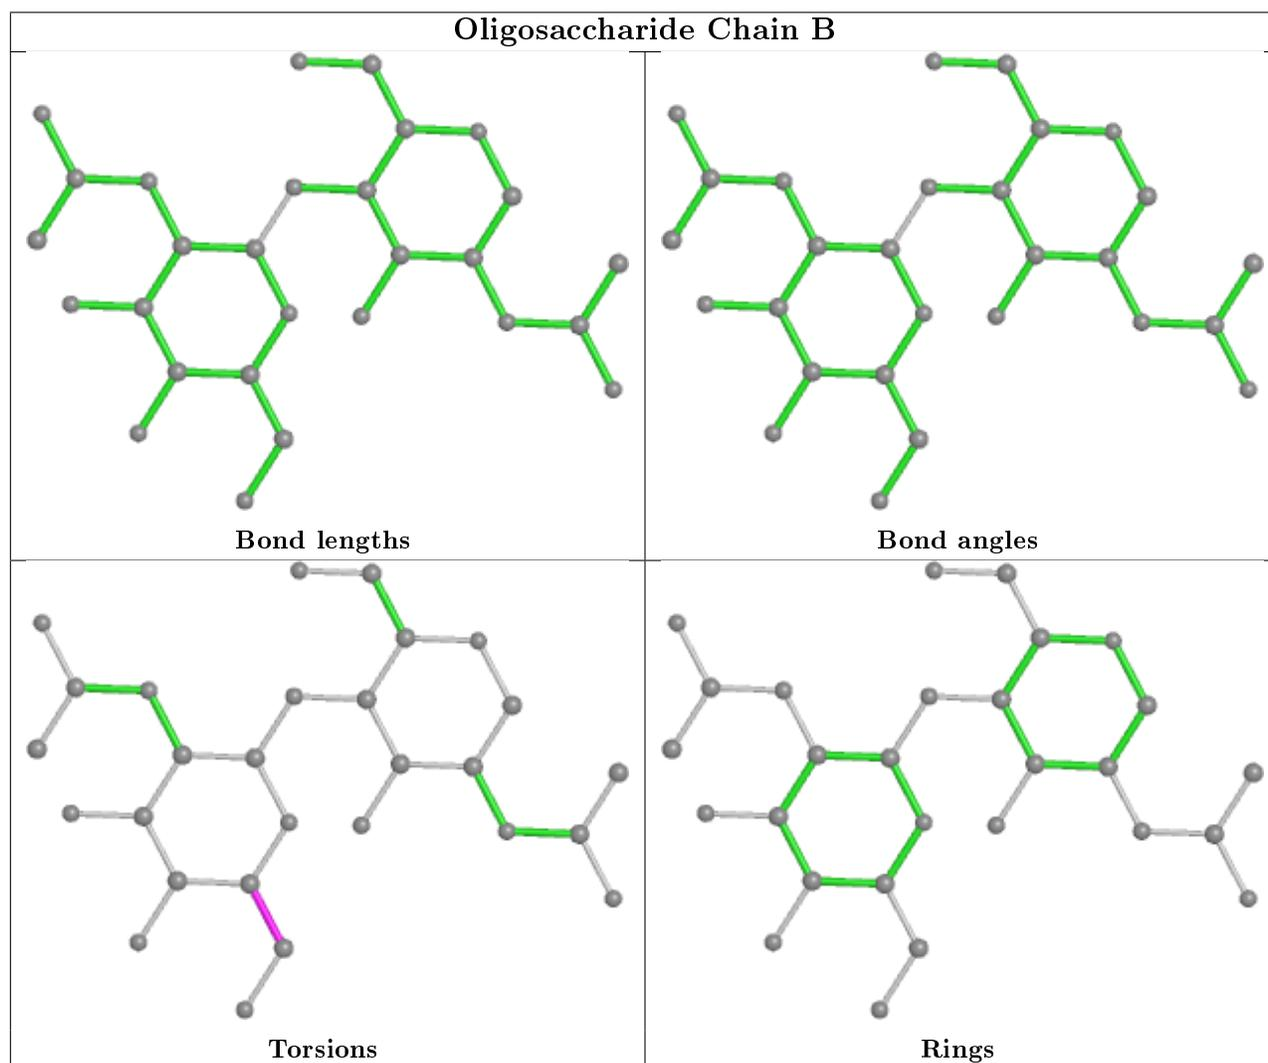 Oligosaccharide Chain B
Bond lengths
Bond angles
Torsions
Rings